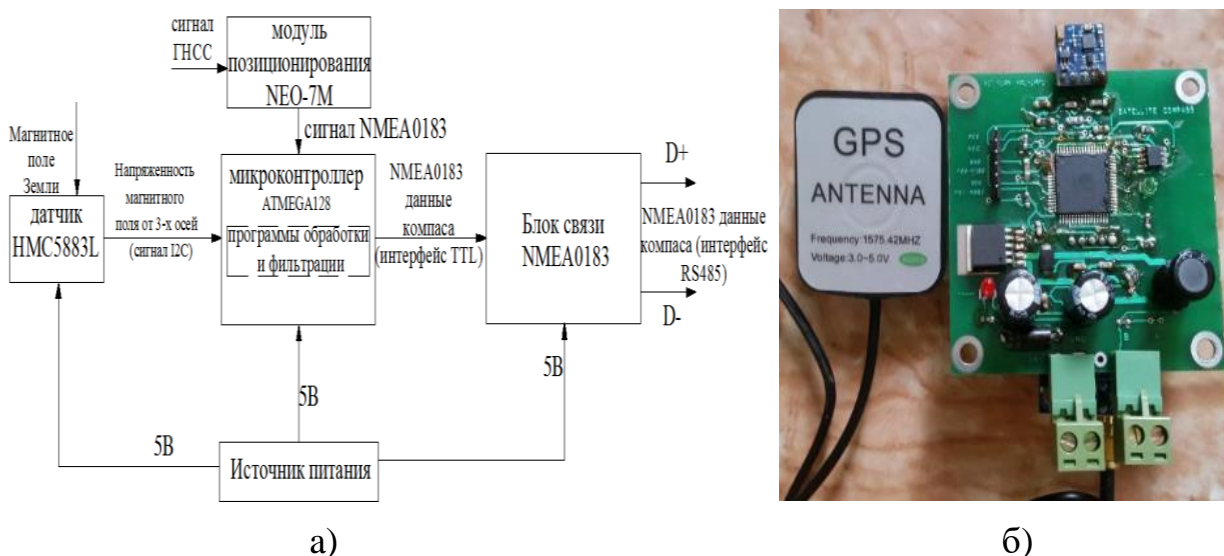 сигнал
ГНСС
модуль
позиционирования
NEO-7M
сигнал NMEA0183
Магнитное
поле
Земли
датчик
HMC5883L
Напряженность
магнитного
поля от 3-х осей
(сигнал I2C)
микроконтроллер
ATMEGA128
программы обработки
и фильтрации
NMEA0183
данные
компаса
(интерфейс TTL)
Блок связи
NMEA0183
D+
NMEA0183 данные
компаса (интерфейс
RS485)
D-
5В
5В
5В
Источник питания
а)
GPS
ANTENNA
Frequency:1575.42MHZ
Voltage:3.0~5.0V
SATELLITE COMPASS
б)